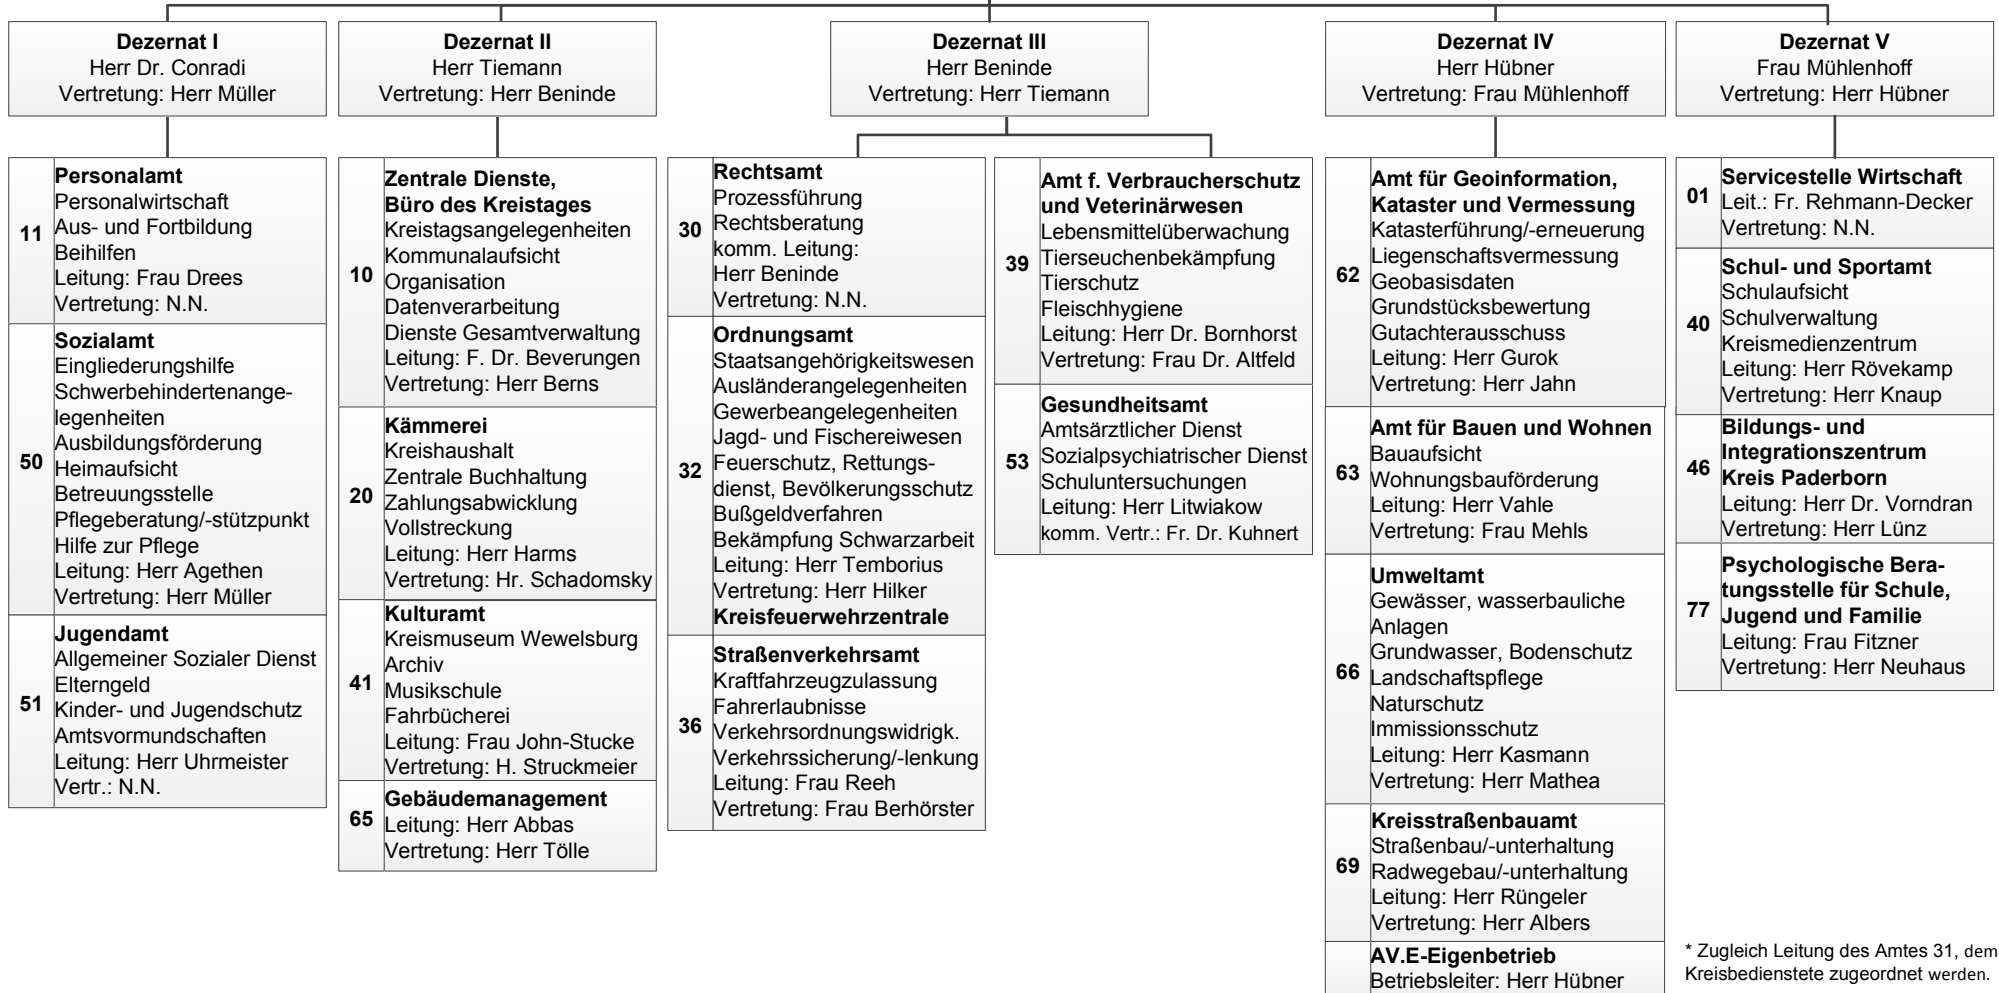 Dezernat I
Herr Dr. Conradi
Vertretung: Herr Müller
Dezernat II
Herr Tiemann
Vertretung: Herr Beninde
Dezernat III
Herr Beninde
Vertretung: Herr Tiemann
Dezernat IV
Herr Hübner
Vertretung: Frau Mühlenhoff
Dezernat V
Frau Mühlenhoff
Vertretung: Herr Hübner
11
Personalamt
Personalwirtschaft
Aus- und Fortbildung
Beihilfen
Leitung: Frau Drees
Vertretung: N.N.
50
Sozialamt
Eingliederungshilfe
Schwerbehindertenange-
legenheiten
Ausbildungsförderung
Heimaufsicht
Betreuungsstelle
Pflegeberatung/-stützpunkt
Hilfe zur Pflege
Leitung: Herr Agethen
Vertretung: Herr Müller
51
Jugendamt
Allgemeiner Sozialer Dienst
Elterngeld
Kinder- und Jugendschutz
Amtsvormundschaften
Leitung: Herr Uhrmeister
Vertr.: N.N.
10
Zentrale Dienste,
Büro des Kreistages
Kreistagsangelegenheiten
Kommunalaufsicht
Organisation
Datenverarbeitung
Dienste Gesamtverwaltung
Leitung: F. Dr. Beverungen
Vertretung: Herr Berns
20
Kämmerei
Kreishaushalt
Zentrale Buchhaltung
Zahlungsabwicklung
Vollstreckung
Leitung: Herr Harms
Vertretung: Hr. Schadomsky
41
Kulturamt
Kreismuseum Wewelsburg
Archiv
Musikschule
Fahrbücherei
Leitung: Frau John-Stucke
Vertretung: H. Struckmeier
65
Gebäudemanagement
Leitung: Herr Abbas
Vertretung: Herr Tölle
30
Rechtsamt
Prozessführung
Rechtsberatung
komm. Leitung:
Herr Beninde
Vertretung: N.N.
32
Ordnungsamt
Staatsangehörigkeitswesen
Ausländerangelegenheiten
Gewerbeangelegenheiten
Jagd- und Fischereiwesen
Feuerschutz, Rettungs-
dienst, Bevölkerungsschutz
Bußgeldverfahren
Bekämpfung Schwarzarbeit
Leitung: Herr Temborius
Vertretung: Herr Hilker
Kreisfeuerwehrzentrale
36
Straßenverkehrsamt
Kraftfahrzeugzulassung
Fahrerlaubnisse
Verkehrsordnungswidrigk.
Verkehrssicherung/-lenkung
Leitung: Frau Reeh
Vertretung: Frau Berhörster
39
Amt f. Verbraucherschutz
und Veterinärwesen
Lebensmittelüberwachung
Tierseuchenbekämpfung
Tierschutz
Fleischhygiene
Leitung: Herr Dr. Bornhorst
Vertretung: Frau Dr. Altfeld
53
Gesundheitsamt
Amtsärztlicher Dienst
Sozialpsychiatrischer Dienst
Schuluntersuchungen
Leitung: Herr Litwiakow
komm. Vertr.: Fr. Dr. Kuhnert
62
Amt für Geoinformation,
Kataster und Vermessung
Katasterführung/-erneuerung
Liegenschaftsvermessung
Geobasisdaten
Grundstücksbewertung
Gutachterausschuss
Leitung: Herr Gurok
Vertretung: Herr Jahn
63
Amt für Bauen und Wohnen
Bauaufsicht
Wohnungsbauförderung
Leitung: Herr Vahle
Vertretung: Frau Mehls
66
Umweltamt
Gewässer, wasserbauliche
Anlagen
Grundwasser, Bodenschutz
Landschaftspflege
Naturschutz
Immissionsschutz
Leitung: Herr Kasmann
Vertretung: Herr Mathea
69
Kreisstraßenbauamt
Straßenbau/-unterhaltung
Radwegebau/-unterhaltung
Leitung: Herr Rüngeler
Vertretung: Herr Albers
AV.E-Eigenbetrieb
Betriebsleiter: Herr Hübner
01
Servicestelle Wirtschaft
Leit.: Fr. Rehmann-Decker
Vertretung: N.N.
40
Schul- und Sportamt
Schulaufsicht
Schulverwaltung
Kreismedienzentrum
Leitung: Herr Rövekamp
Vertretung: Herr Knaup
46
Bildungs- und
Integrationszentrum
Kreis Paderborn
Leitung: Herr Dr. Vorndran
Vertretung: Herr Lünz
77
Psychologische Bera-
tungsstelle für Schule,
Jugend und Familie
Leitung: Frau Fitzner
Vertretung: Herr Neuhaus
* Zugleich Leitung des Amtes 31, dem
Kreisbedienstete zugeordnet werden.